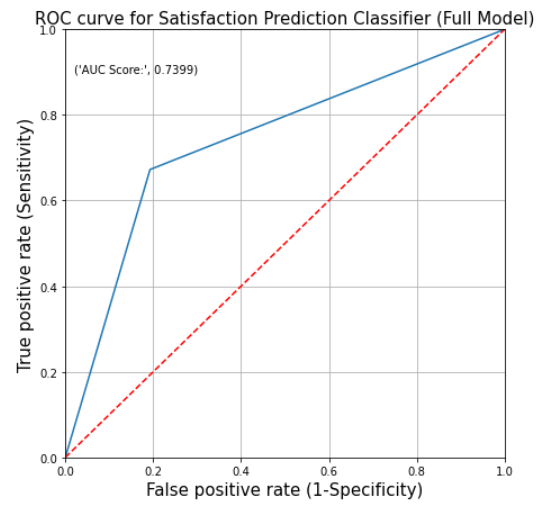 ROC curve for Satisfaction Prediction Classifier (Full Model)
('AUC Score:', 0.7399)
True positive rate (Sensitivity)
1.0
0.8
0.6
0.4
0.2
0.0
0.0 0.2 0.4 0.6 0.8 1.0
False positive rate (1-Specificity)